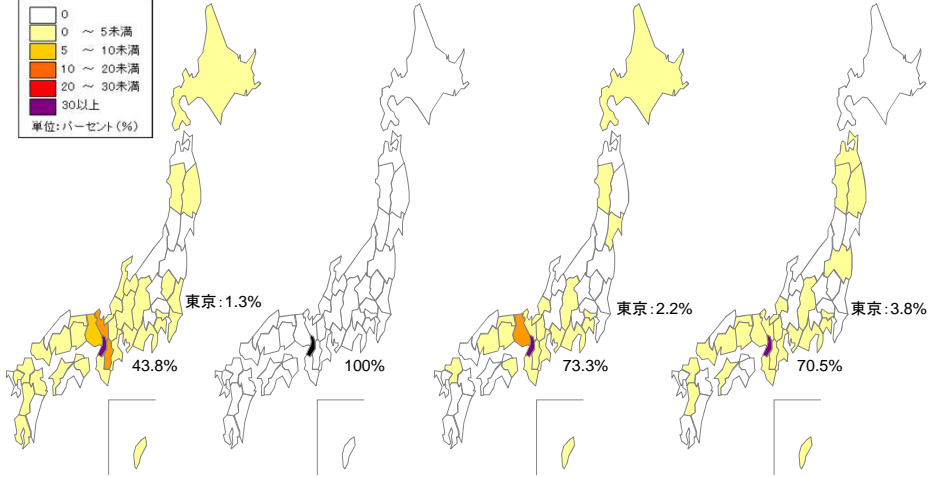 0
0 ~ 5未満
5 ~ 10未満
10 ~ 20未満
20 ~ 30未満
30以上
単位:パーセント(%)
東京:1.3%
東京:2.2%
東京:3.8%
43.8%
100%
73.3%
70.5%